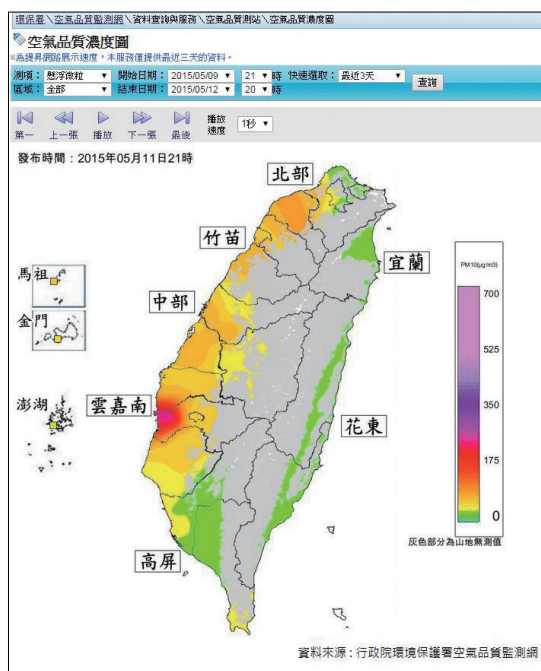 環保署\空氣品質監測網\資料查詢與服務\空氣品質測站\空氣品質濃度圖
空氣品質濃度圖
※為提昇網路展示速度，本服務僅提供最近三天的資料。
測項： 懸浮微粒 ▼ 開始日期： 2015/05/09 ▼ 21 ▼ 時 快速選取： 最近3天 ▼ 查詢
區域： 全部 ▼ 結束日期： 2015/05/12 ▼ 20 ▼ 時
第一 上一張 播放 下一張 最後 播放速度 1秒 ▼
發布時間：2015年05月11日21時
北部
竹苗
宜蘭
馬祖
中部
金門
澎湖
雲嘉南
花東
高屏
PM10(μg/m3)
700
525
350
175
0
灰色部分為山地無測值
資料來源：行政院環境保護署空氣品質監測網